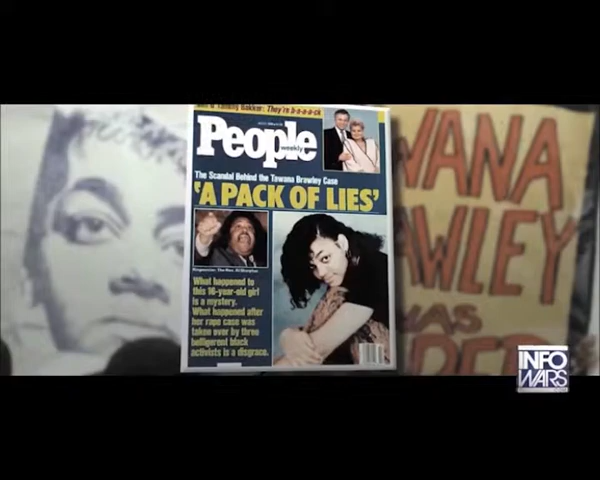 They're b-a-a-ack
People
weekly
The Scandal Behind the Tawana Brawley Case
'A PACK OF LIES'
What happened to
this 16-year-old girl
is a mystery.
What happened after
her rape case was
taken over by three
belligerent black
activists is a disgrace.
WANA
AWLEY
WAS
INFO
WARS